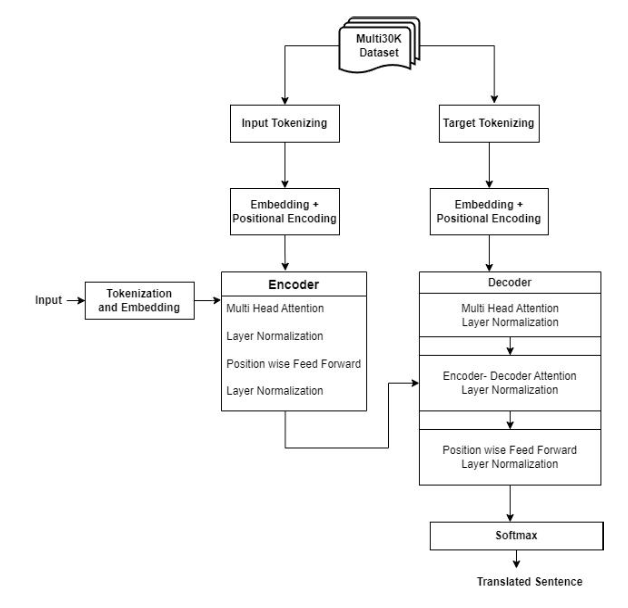 Multi30K
Dataset
Input Tokenizing
Target Tokenizing
Embedding +
Positional Encoding
Embedding +
Positional Encoding
Input
Tokenization
and Embedding
Encoder
Multi Head Attention
Layer Normalization
Position wise Feed Forward
Layer Normalization
Decoder
Multi Head Attention
Layer Normalization
Encoder- Decoder Attention
Layer Normalization
Position wise Feed Forward
Layer Normalization
Softmax
Translated Sentence